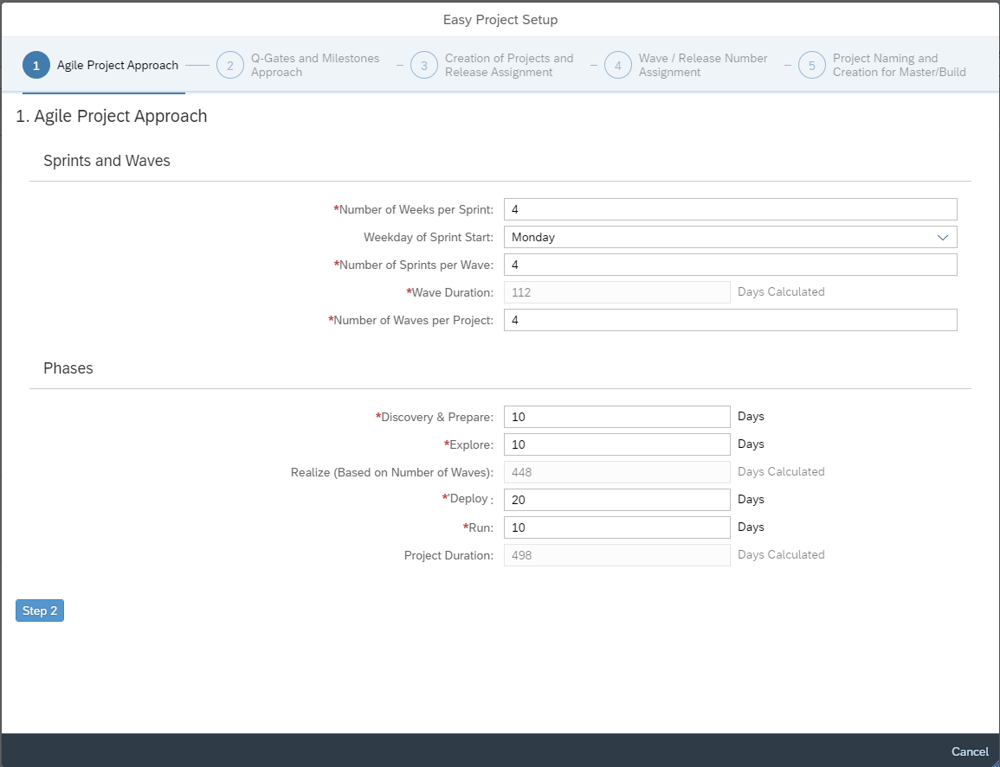 Easy Project Setup
1 Agile Project Approach
2 Q-Gates and Milestones
Approach
3 Creation of Projects and
Release Assignment
4 Wave / Release Number
Assignment
5 Project Naming and
Creation for Master/Build
1. Agile Project Approach
Sprints and Waves
*Number of Weeks per Sprint: 4
Weekday of Sprint Start: Monday
*Number of Sprints per Wave: 4
*Wave Duration: 112 Days Calculated
*Number of Waves per Project: 4
Phases
*Discovery & Prepare: 10 Days
*Explore: 10 Days
Realize (Based on Number of Waves): 448 Days Calculated
*'Deploy : 20 Days
*Run: 10 Days
Project Duration: 498 Days Calculated
Step 2
Cancel